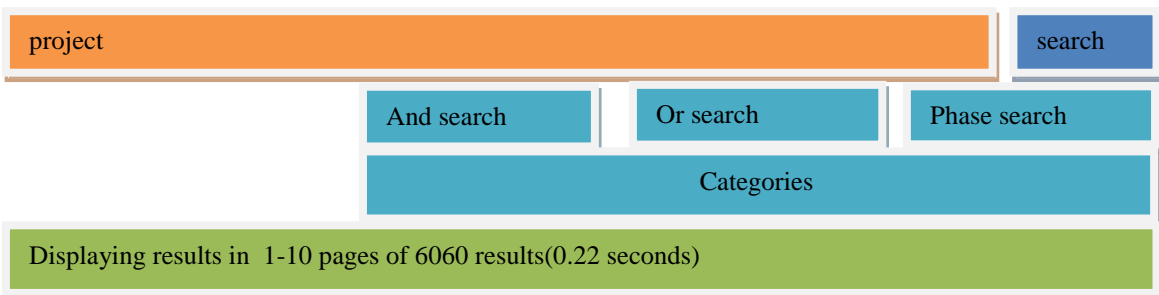 project
search
And search
Or search
Phase search
Categories
Displaying results in  1-10 pages of 6060 results(0.22 seconds)